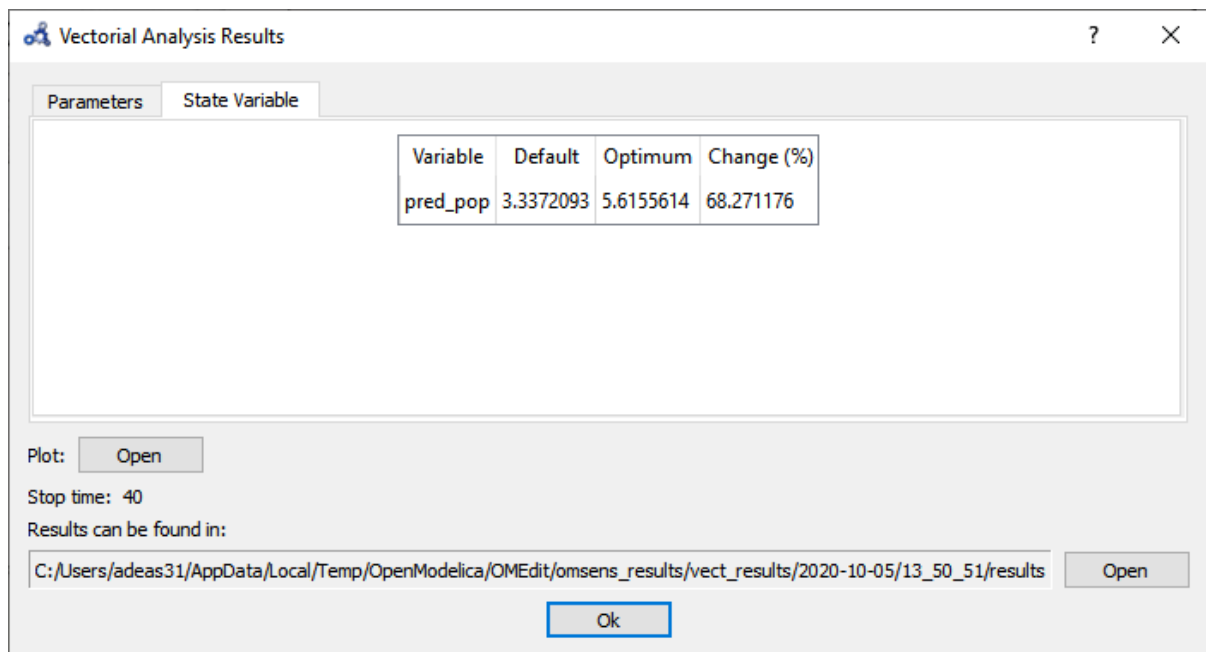 Vectorial Analysis Results ?
Parameters State Variable
Variable Default Optimum Change (%)
pred_pop 3.3372093 5.6155614 68.271176
Plot: Open
Stop time: 40
Results can be found in:
C:/Users/adeas31/AppData/Local/Temp/OpenModelica/OMEdit/omsens_results/vect_results/2020-10-05/13_50_51/results Open
Ok